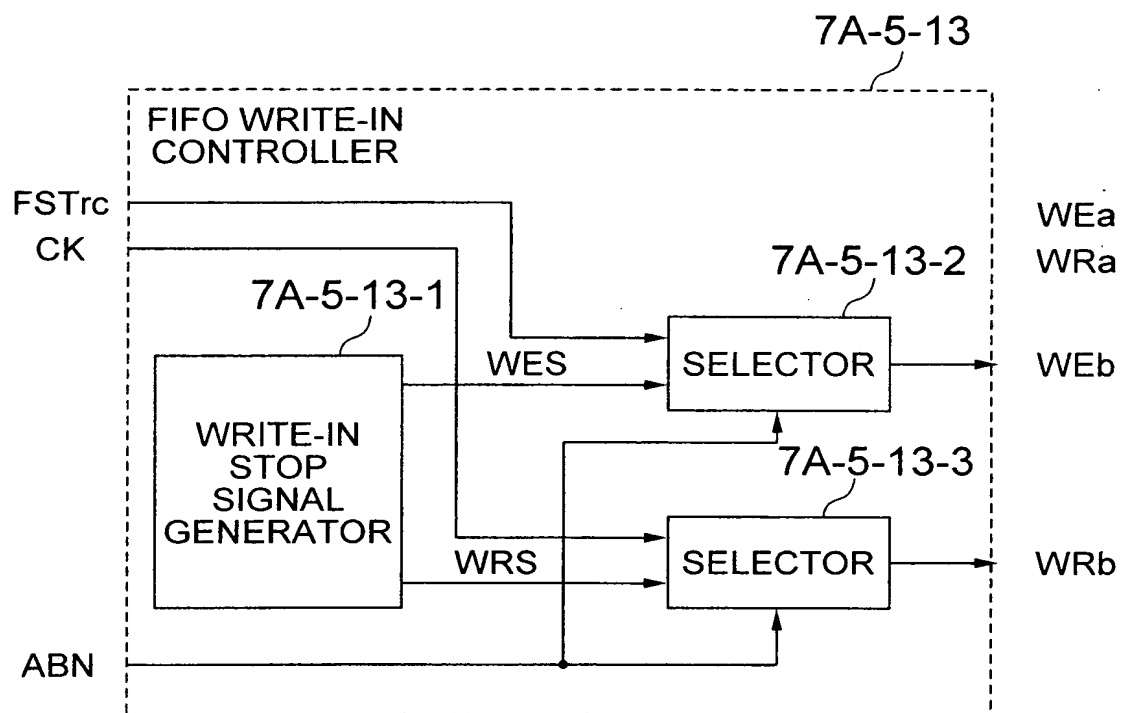 7A-5-13
FIFO WRITE-IN
CONTROLLER
FSTrc
WEa
CK
WRa
7A-5-13-2
7A-5-13-1
WES
SELECTOR
WEb
WRITE-IN
STOP
SIGNAL
GENERATOR
7A-5-13-3
WRS
SELECTOR
WRb
ABN